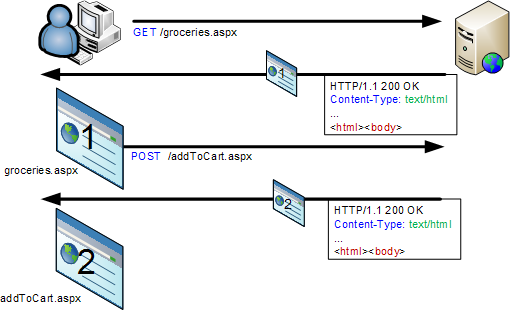 GET /groceries.aspx
1
HTTP/1.1 200 OK
Content-Type: text/html
...
<html><body>
1
groceries.aspx
POST /addToCart.aspx
2
HTTP/1.1 200 OK
Content-Type: text/html
...
<html><body>
2
addToCart.aspx